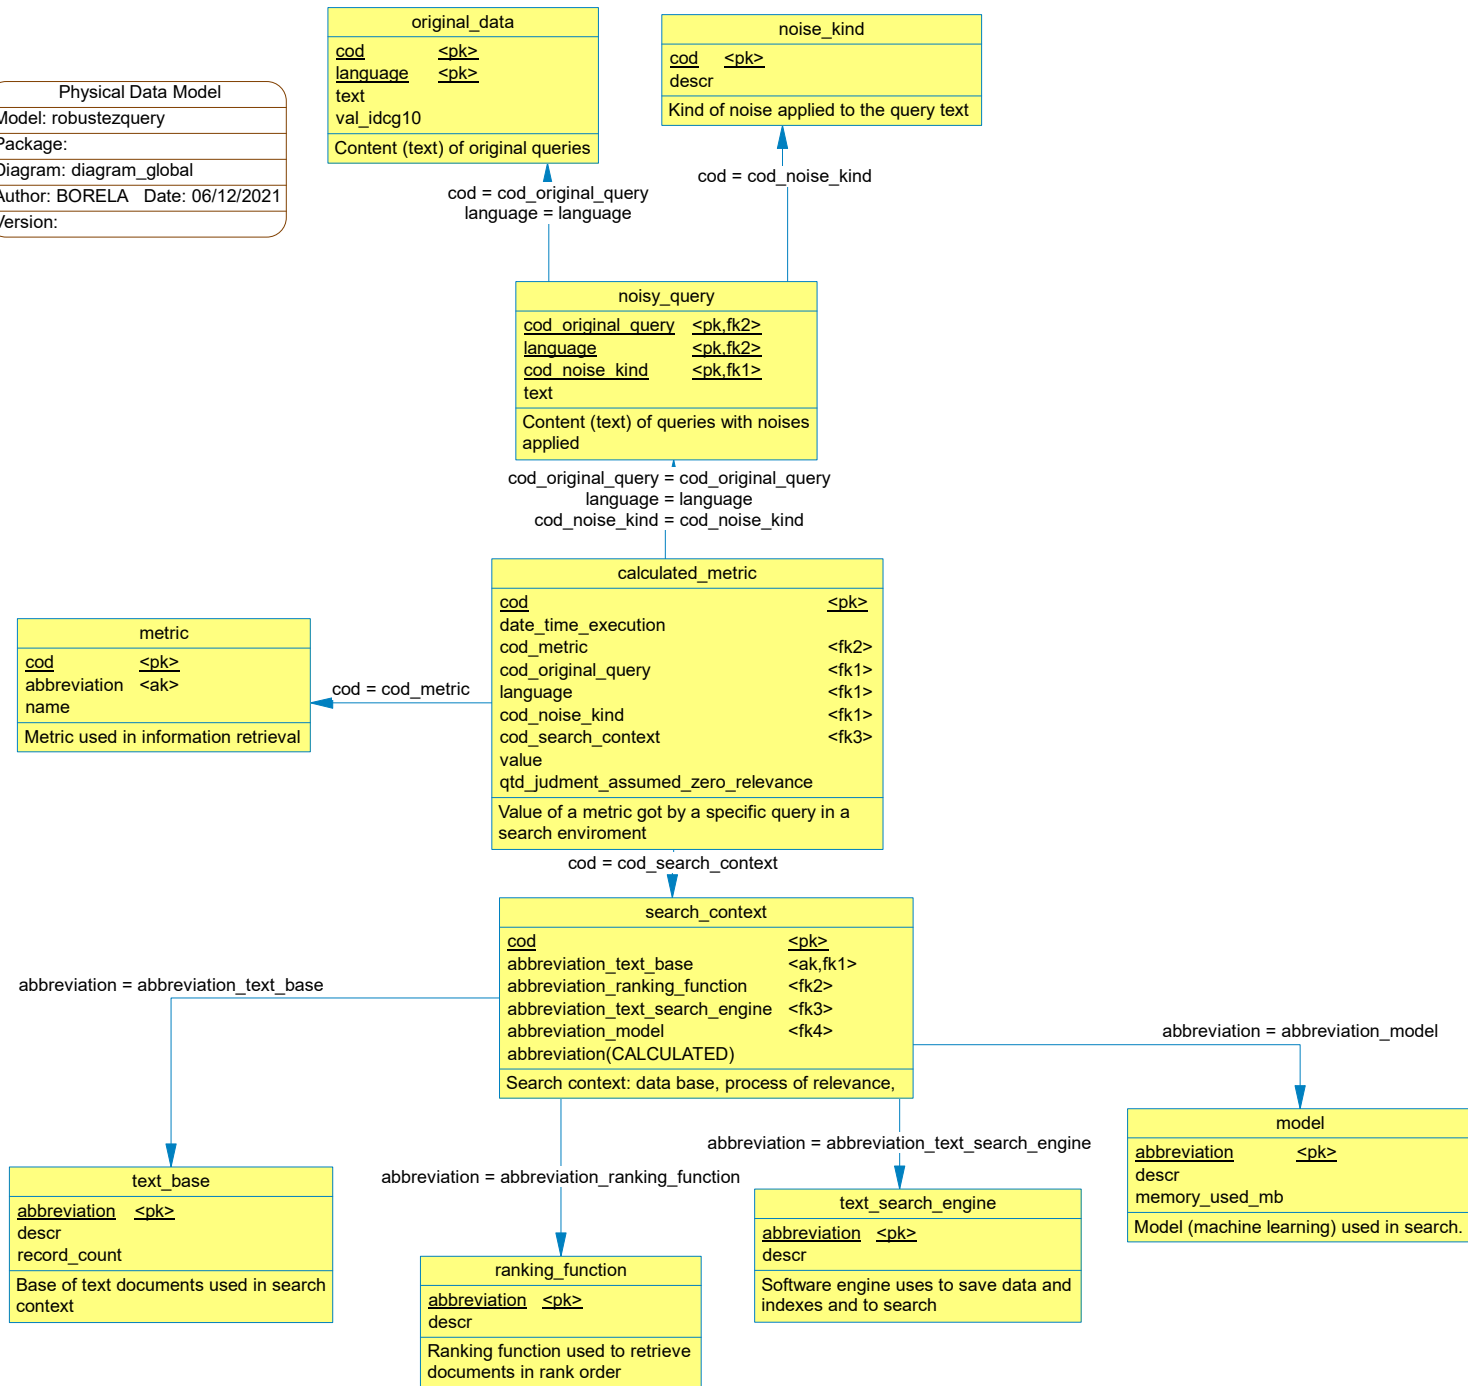 original_data
cod <pk>
language <pk>
text
val_idcg10
Content (text) of original queries
noise_kind
cod <pk>
descr
Kind of noise applied to the query text
Physical Data Model
Model: robustezquery
Package:
Diagram: diagram_global
Author: BORELA Date: 06/12/2021
Version:
cod = cod_original_query
language = language
cod = cod_noise_kind
noisy_query
cod_original_query <pk,fk2>
language <pk,fk2>
cod_noise_kind <pk,fk1>
text
Content (text) of queries with noises
applied
cod_original_query = cod_original_query
language = language
cod_noise_kind = cod_noise_kind
calculated_metric
cod <pk>
date_time_execution
cod_metric <fk2>
cod_original_query <fk1>
language <fk1>
cod_noise_kind <fk1>
cod_search_context <fk3>
value
qtd_judment_assumed_zero_relevance
Value of a metric got by a specific query in a
search enviroment
metric
cod <pk>
abbreviation <ak>
name
Metric used in information retrieval
cod = cod_metric
cod = cod_search_context
search_context
cod <pk>
abbreviation_text_base <ak,fk1>
abbreviation_ranking_function <fk2>
abbreviation_text_search_engine <fk3>
abbreviation_model <fk4>
abbreviation(CALCULATED)
Search context: data base, process of relevance,
abbreviation = abbreviation_text_base
abbreviation = abbreviation_model
abbreviation = abbreviation_text_search_engine
abbreviation = abbreviation_ranking_function
text_base
abbreviation <pk>
descr
record_count
Base of text documents used in search
context
ranking_function
abbreviation <pk>
descr
Ranking function used to retrieve
documents in rank order
text_search_engine
abbreviation <pk>
descr
Software engine uses to save data and
indexes and to search
model
abbreviation <pk>
descr
memory_used_mb
Model (machine learning) used in search.